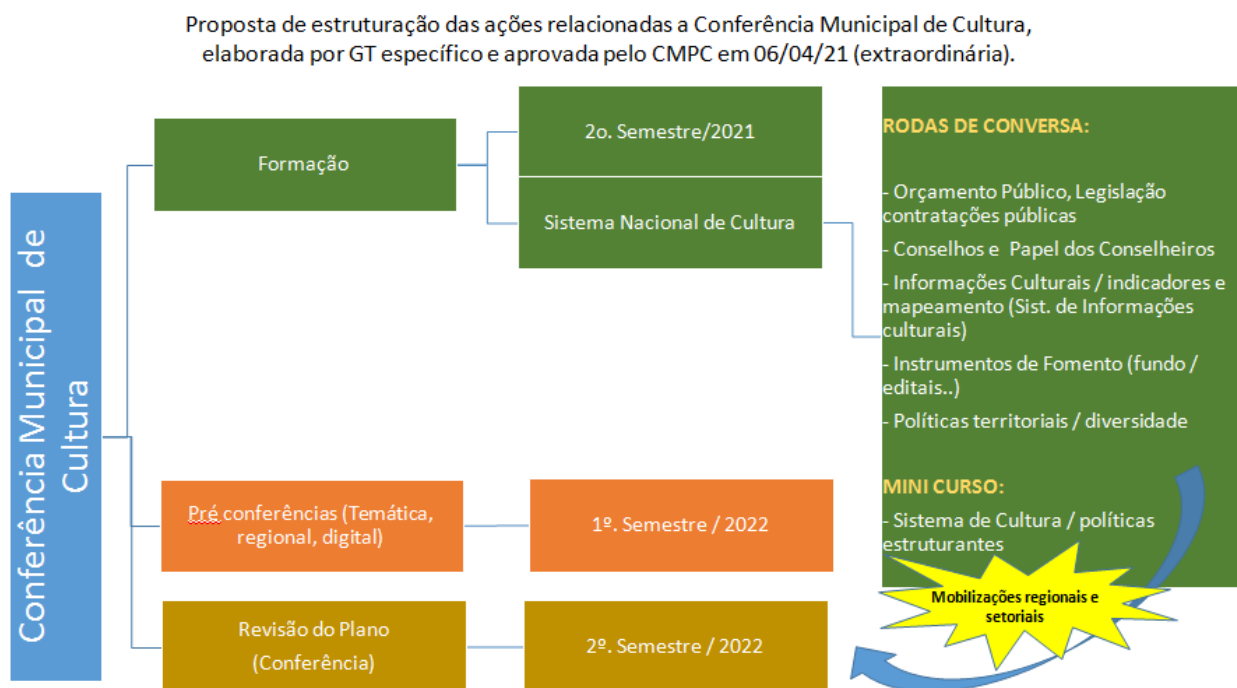 Proposta de estruturação das ações relacionadas a Conferência Municipal de Cultura,
elaborada por GT específico e aprovada pelo CMPC em 06/04/21 (extraordinária).
Conferência Municipal de
Cultura
Formação
2o. Semestre/2021
Sistema Nacional de Cultura
RODAS DE CONVERSA:
- Orçamento Público, Legislação
contratações públicas
- Conselhos e Papel dos Conselheiros
- Informações Culturais / indicadores e
mapeamento (Sist. de Informações
culturais)
- Instrumentos de Fomento (fundo /
editais..)
- Políticas territoriais / diversidade
MINI CURSO:
- Sistema de Cultura / políticas
estruturantes
Mobilizações regionais e
setoriais
Pré conferências (Temática,
regional, digital)
1º. Semestre / 2022
Revisão do Plano
(Conferência)
2º. Semestre / 2022